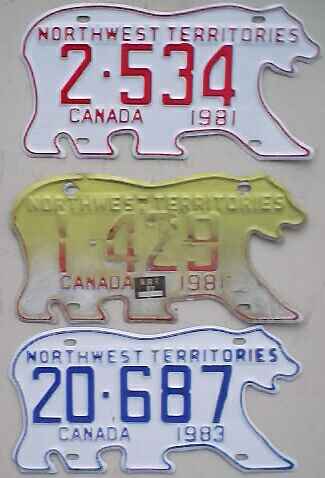 NORTHWEST TERRITORIES
2·534
CANADA 1981
NORTHWEST TERRITORIES
1·429
CANADA 1981
NORTHWEST TERRITORIES
20·687
CANADA 1983